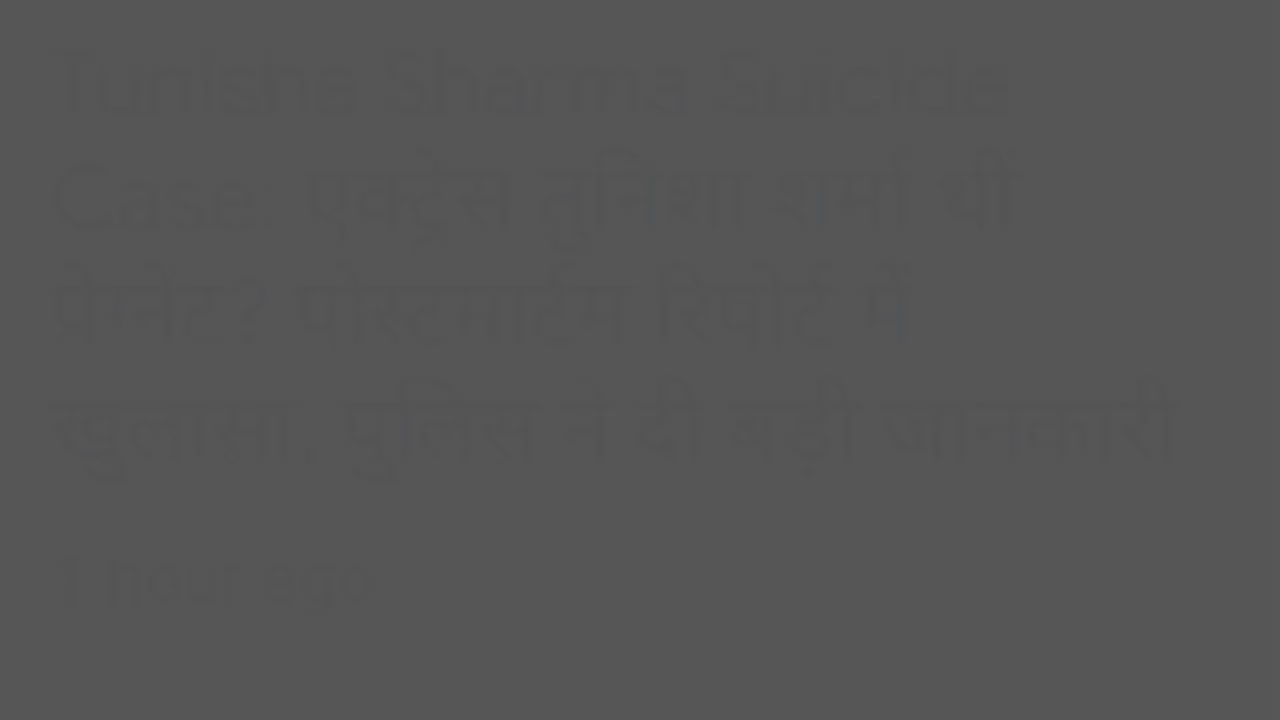 Tunisha Sharma Suicide
Case: एक्ट्रेस तुनिशा शर्मा थीं
प्रेग्नेंट? पोस्टमार्टम रिपोर्ट में
खुलासा, पुलिस ने दी बड़ी जानकारी
1 hour ago